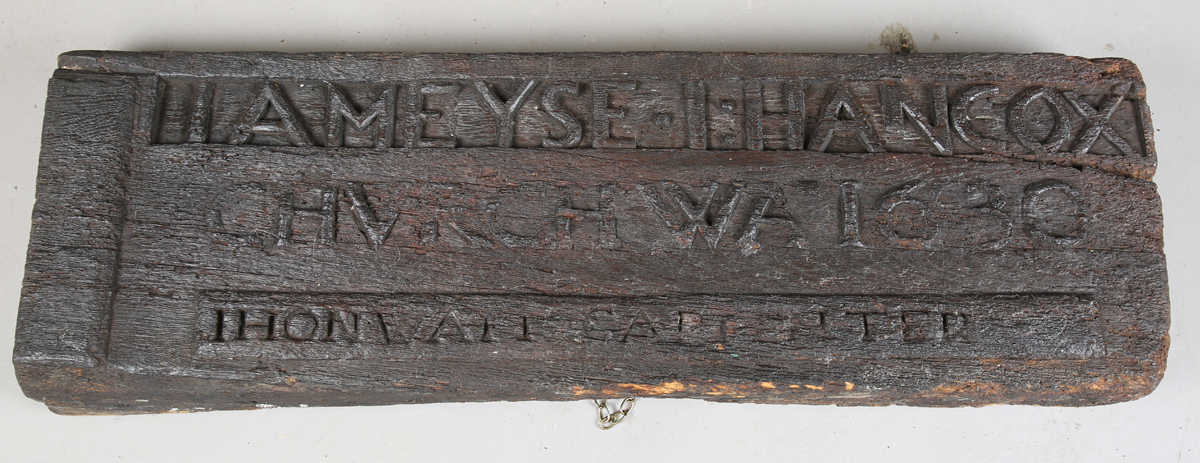 IAMEYSE · I : HANCOX
CHVRCH WA 1630
IHON WATT CARPENTER